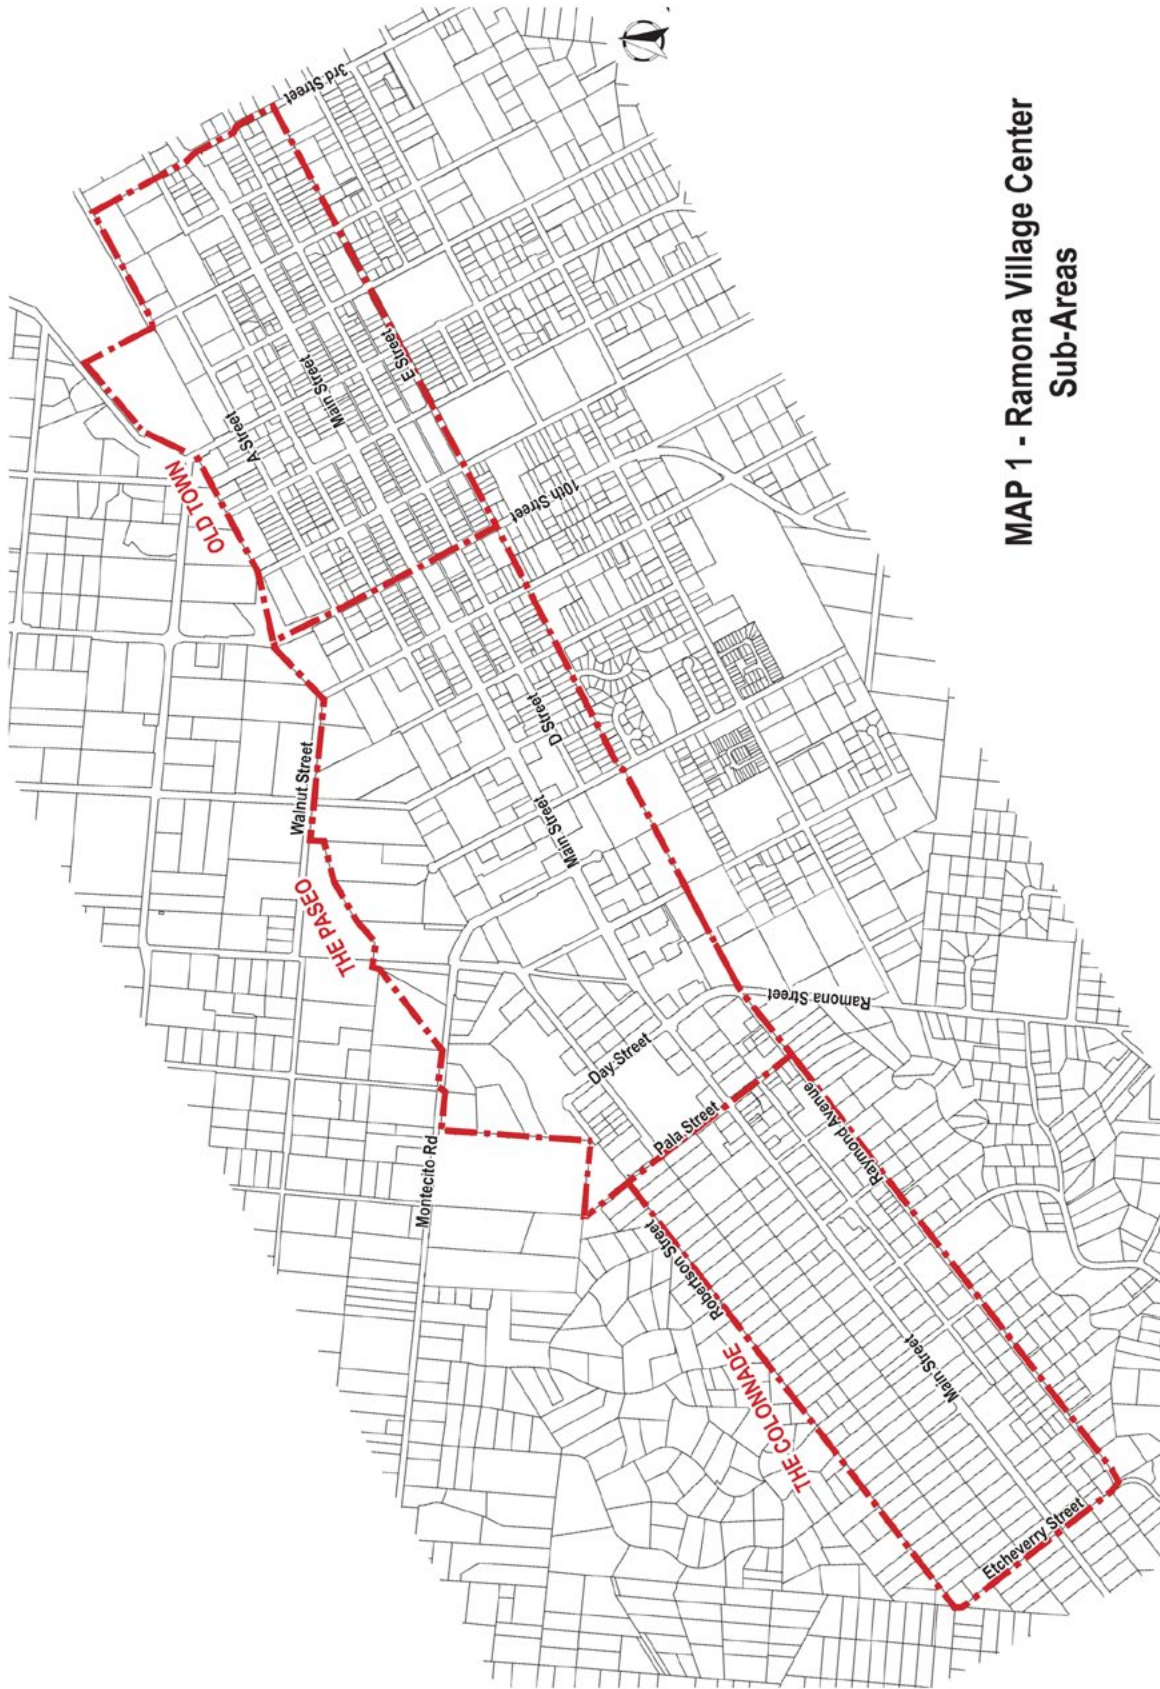 3rd Street
OLD TOWN
A Street
Main Street
E Street
10th Street
Walnut Street
D Street
THE PASEO
Main Street
Ramona Street
Day Street
Montecito Rd
Pala Street
Raymond Avenue
Robertson Street
THE COLONNADE
Main Street
Etcheverry Street
MAP 1 - Ramona Village Center
Sub-Areas